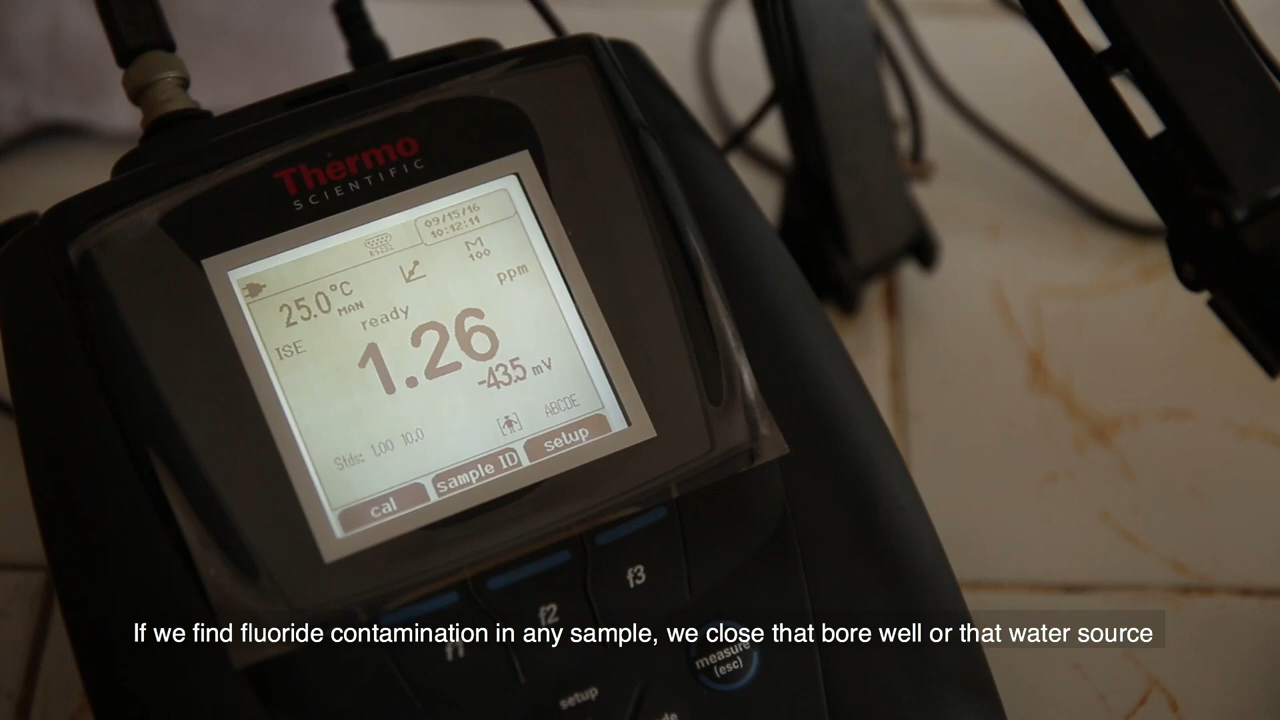 Thermo
SCIENTIFIC
09/15/16
10:12:11
M
100
25.0°C
MAN
ppm
ready
ISE
1.26
-43.5 mV
ABCDE
Stds: 1.00 10.0
cal
sample ID
setup
f1
f2
f3
measure
(esc)
setup
If we find fluoride contamination in any sample, we close that bore well or that water source